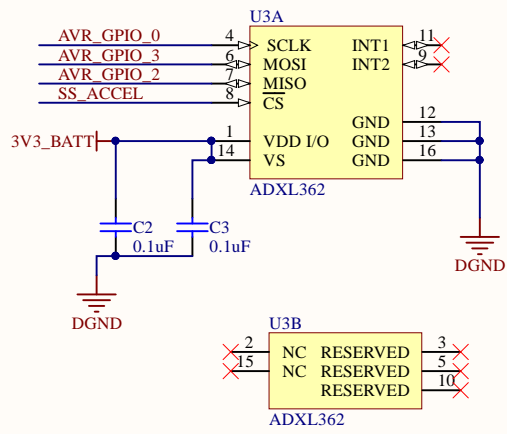 U3A
AVR_GPIO_0 4 SCLK INT1 11
AVR_GPIO_3 6 MOSI INT2 9
AVR_GPIO_2 7 MISO
SS_ACCEL 8 CS
GND 12
3V3_BATT 1 VDD I/O GND 13
14 VS GND 16
ADXL362
C2 C3
0.1uF 0.1uF
DGND
DGND
U3B
2 NC RESERVED 3
15 NC RESERVED 5
RESERVED 10
ADXL362